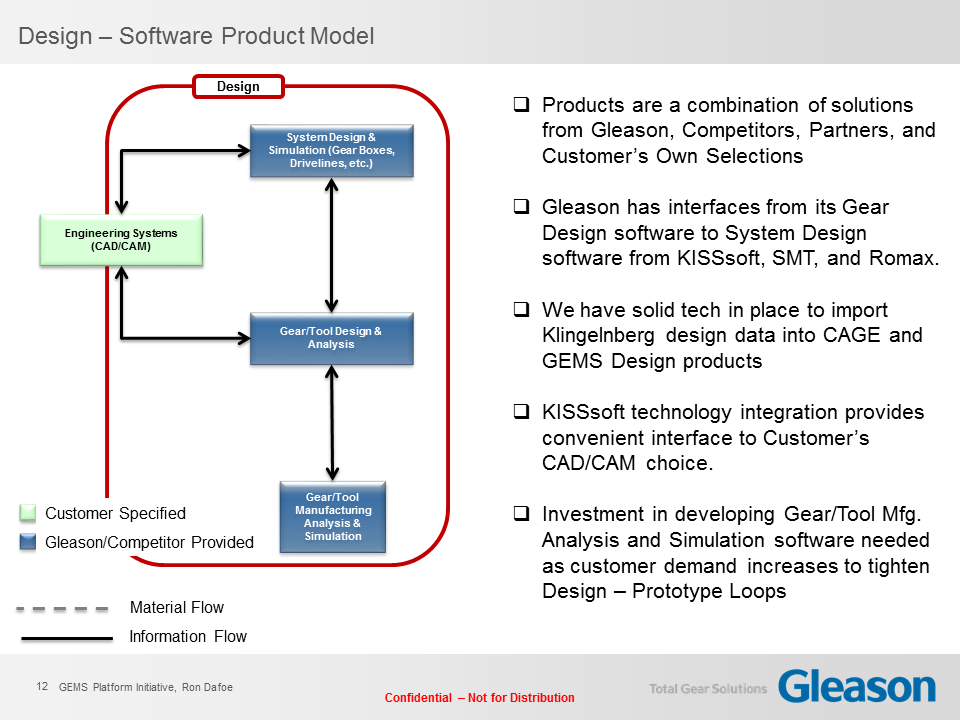 Design – Software Product Model
Design
System Design &
Simulation (Gear Boxes,
Drivelines, etc.)
Engineering Systems
(CAD/CAM)
Gear/Tool Design &
Analysis
Gear/Tool
Manufacturing
Analysis &
Simulation
Customer Specified
Gleason/Competitor Provided
Material Flow
Information Flow
Products are a combination of solutions
from Gleason, Competitors, Partners, and
Customer’s Own Selections
Gleason has interfaces from its Gear
Design software to System Design
software from KISSsoft, SMT, and Romax.
We have solid tech in place to import
Klingelnberg design data into CAGE and
GEMS Design products
KISSsoft technology integration provides
convenient interface to Customer’s
CAD/CAM choice.
Investment in developing Gear/Tool Mfg.
Analysis and Simulation software needed
as customer demand increases to tighten
Design – Prototype Loops
12 GEMS Platform Initiative, Ron Dafoe
Confidential – Not for Distribution
Total Gear Solutions
Gleason